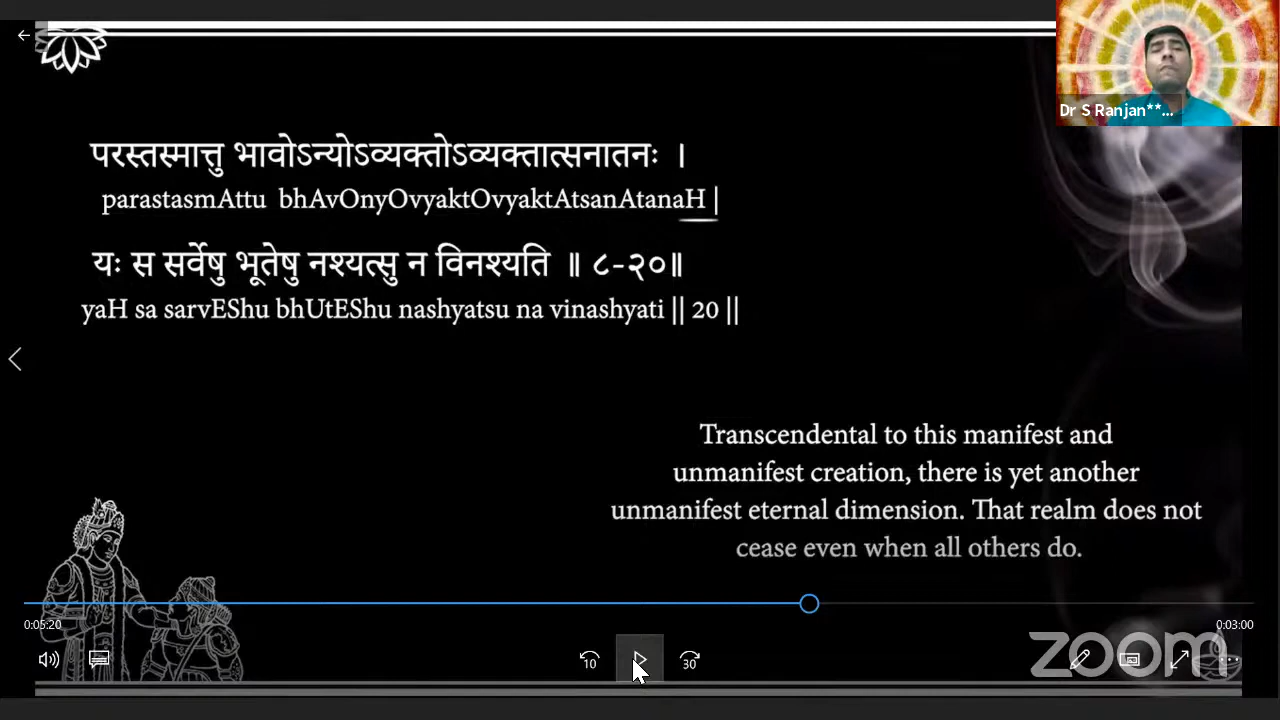 Dr S Ranjan**...
परस्तस्मात्तु भावोऽन्योऽव्यक्तोऽव्यक्तात्सनातनः ।
parastasmAttu bhAvOnyOvyaktOvyaktAtsanAtanaH |
यः स सर्वेषु भूतेषु नश्यत्सु न विनश्यति ॥ ८-२०॥
yaH sa sarvEShu bhUtEShu nashyatsu na vinashyati || 20 ||
Transcendental to this manifest and
unmanifest creation, there is yet another
unmanifest eternal dimension. That realm does not
cease even when all others do.
0:05:20
0:03:00
10
30
zoom